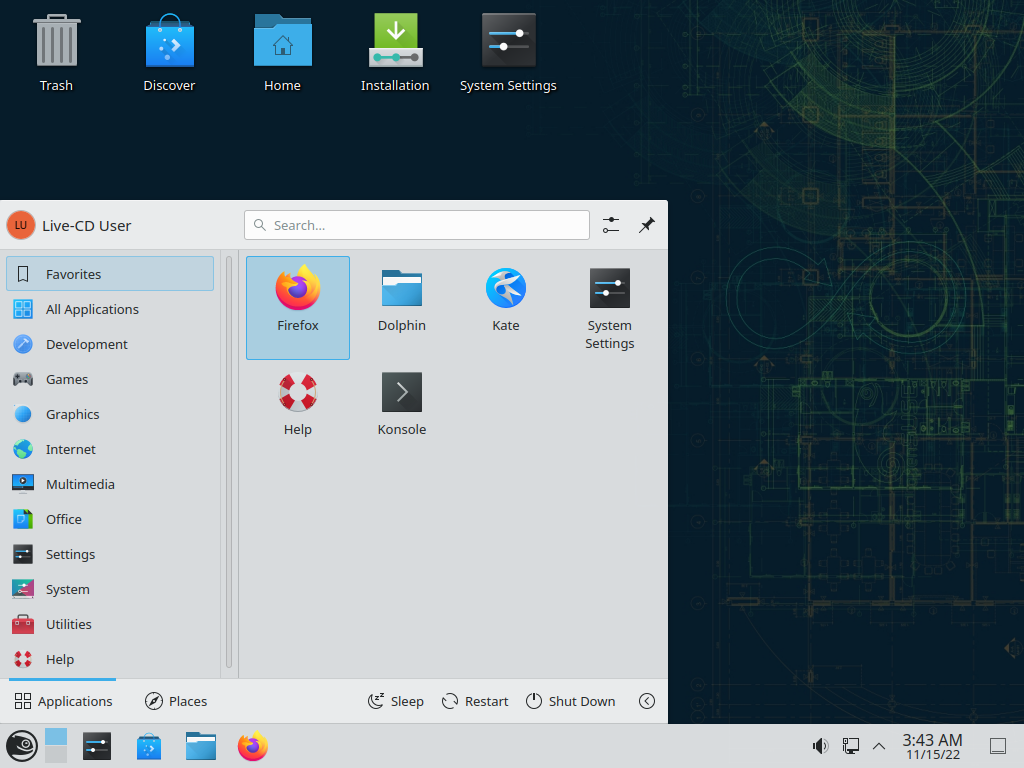 Trash
Discover
Home
Installation
System Settings
LU
Live-CD User
Search...
Favorites
All Applications
Development
Games
Graphics
Internet
Multimedia
Office
Settings
System
Utilities
Help
Firefox
Dolphin
Kate
System
Settings
Help
Konsole
Applications
Places
Sleep
Restart
Shut Down
3:43 AM
11/15/22